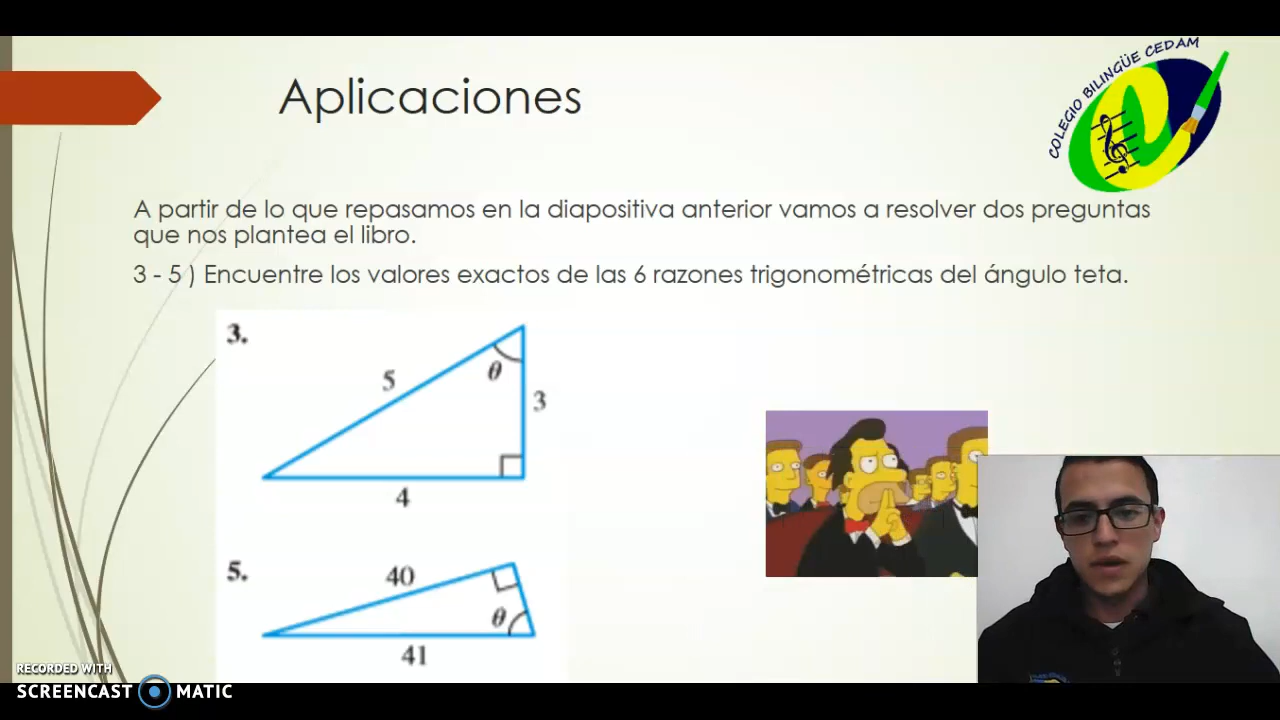 COLEGIO BILINGÜE CEDAM
Aplicaciones
A partir de lo que repasamos en la diapositiva anterior vamos a resolver dos preguntas
que nos plantea el libro.
3 - 5 ) Encuentre los valores exactos de las 6 razones trigonométricas del ángulo teta.
3.
5
θ
3
4
5.
40
θ
41
RECORDED WITH
SCREENCAST MATIC